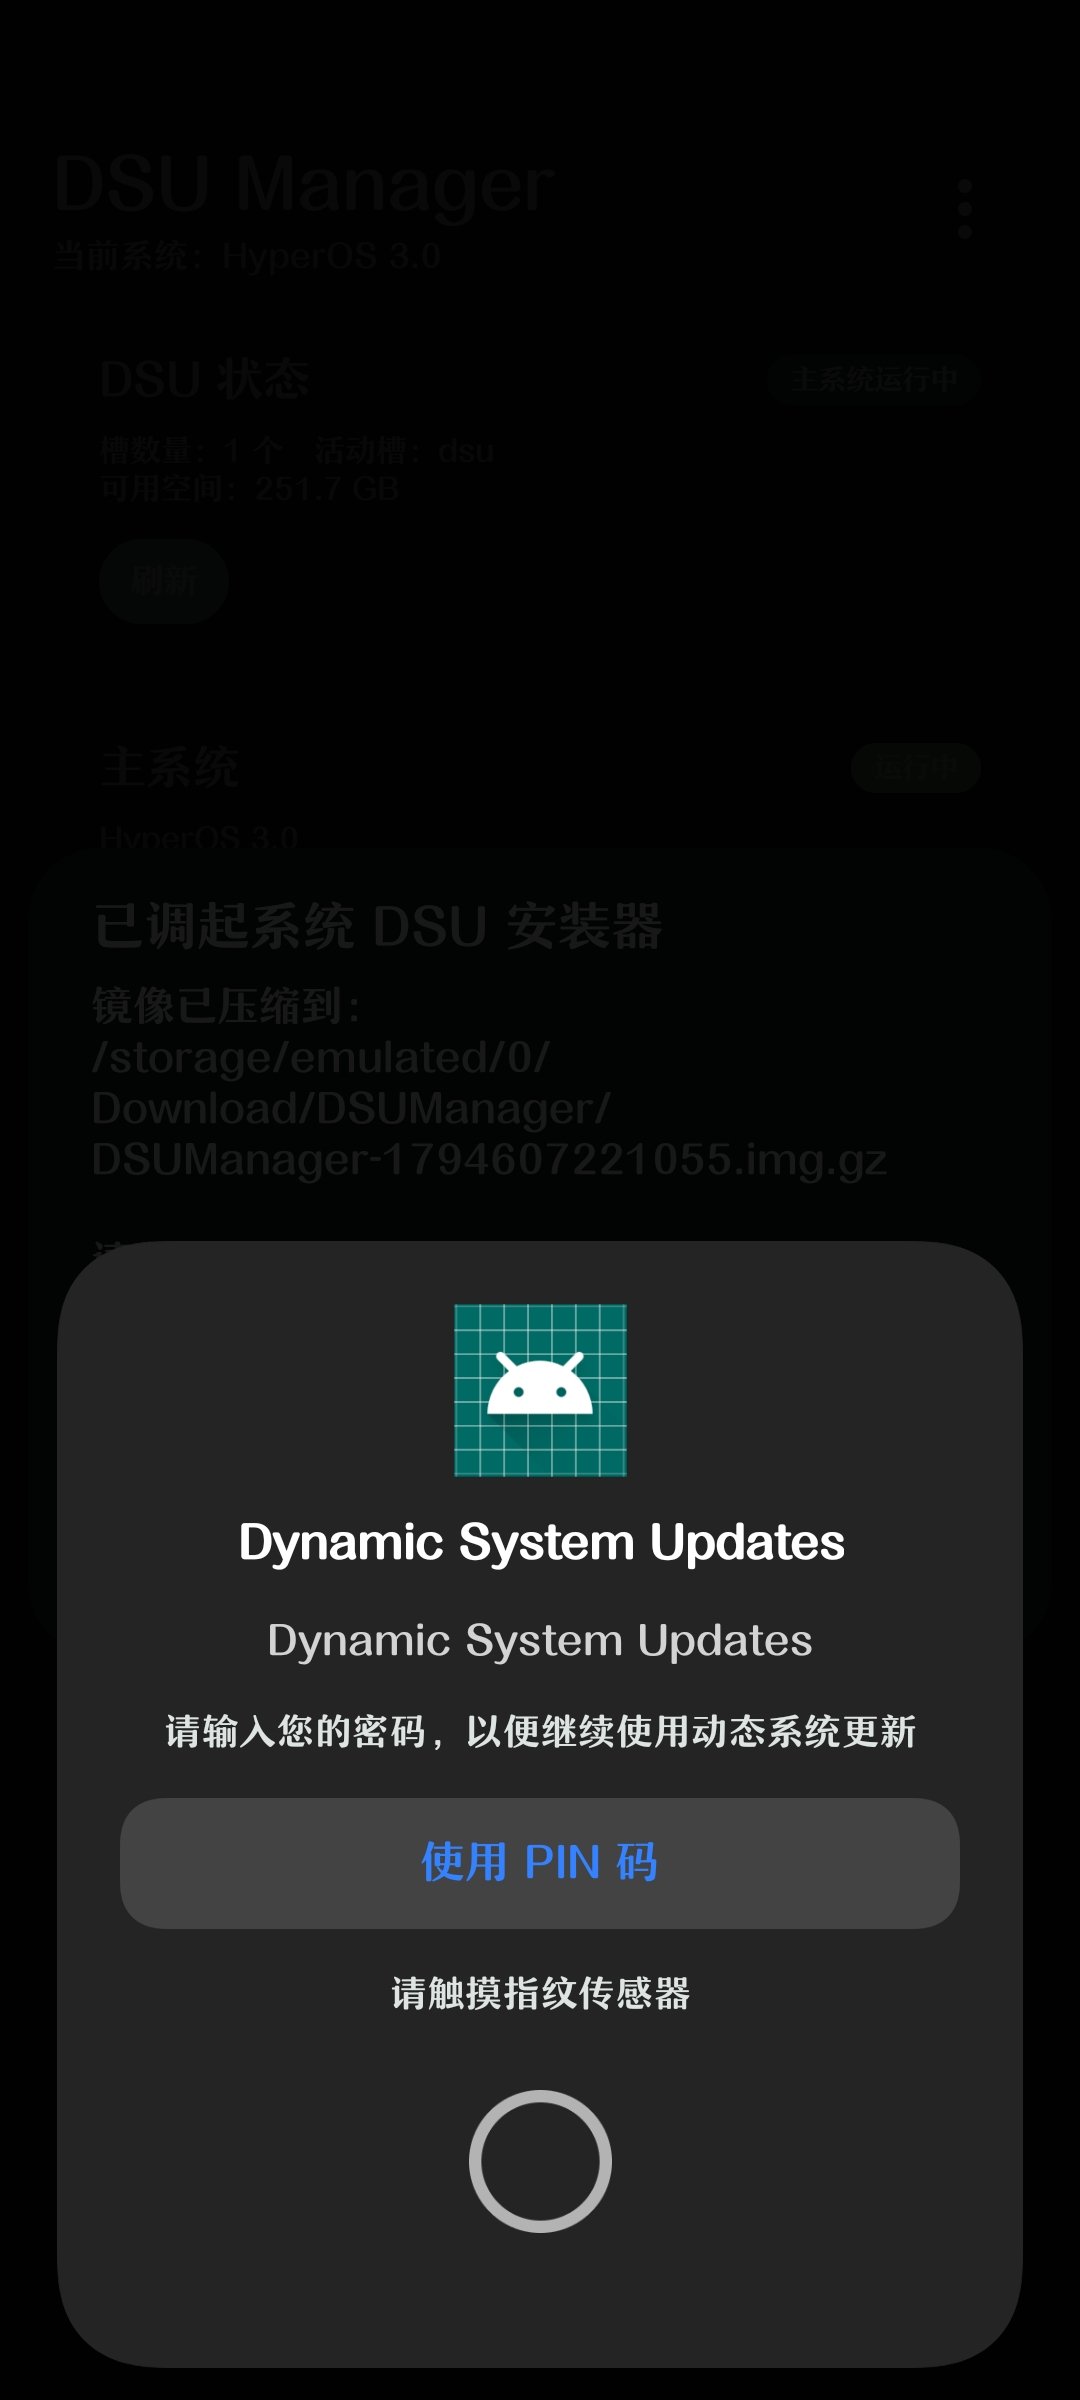 DSU Manager
当前系统：HyperOS 3.0
DSU 状态
主系统运行中
槽数量：1 个 活动槽：dsu
可用空间：251.7 GB
刷新
主系统
运行中
HyperOS 3.0
已调起系统 DSU 安装器
镜像已压缩到：
/storage/emulated/0/
Download/DSUManager/
DSUManager-1794607221055.img.gz
Dynamic System Updates
Dynamic System Updates
请输入您的密码，以便继续使用动态系统更新
使用 PIN 码
请触摸指纹传感器